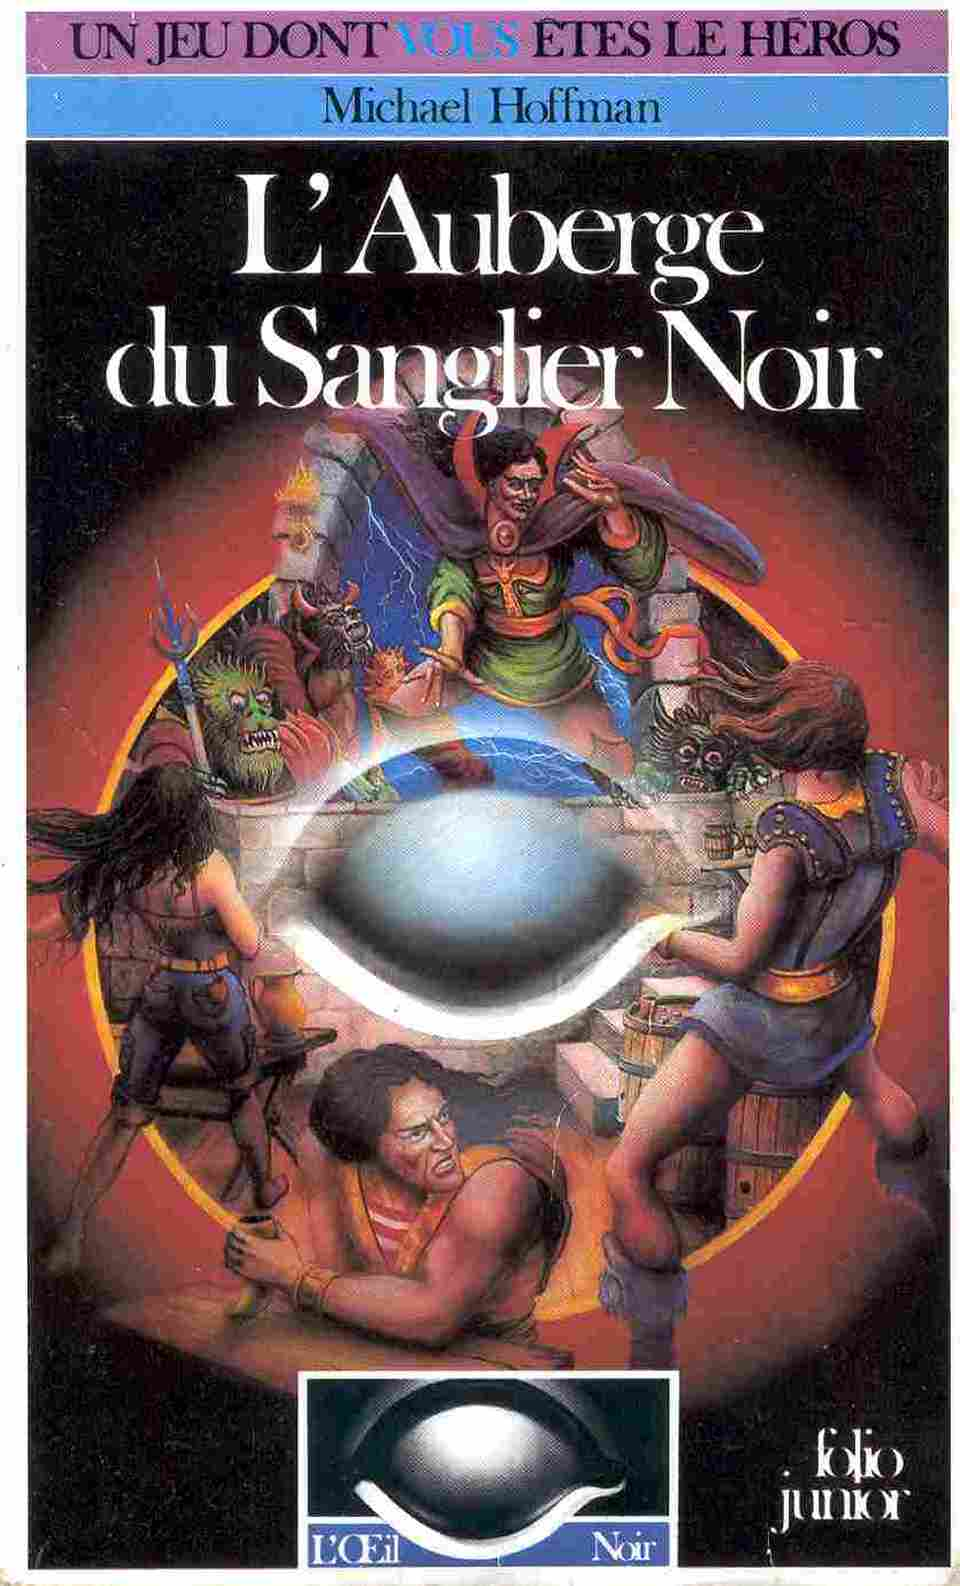 UN JEU DONT VOUS ÊTES LE HÉROS
Michael Hoffman
L'Auberge
du Sanglier Noir
folio
junior
L'Œil Noir